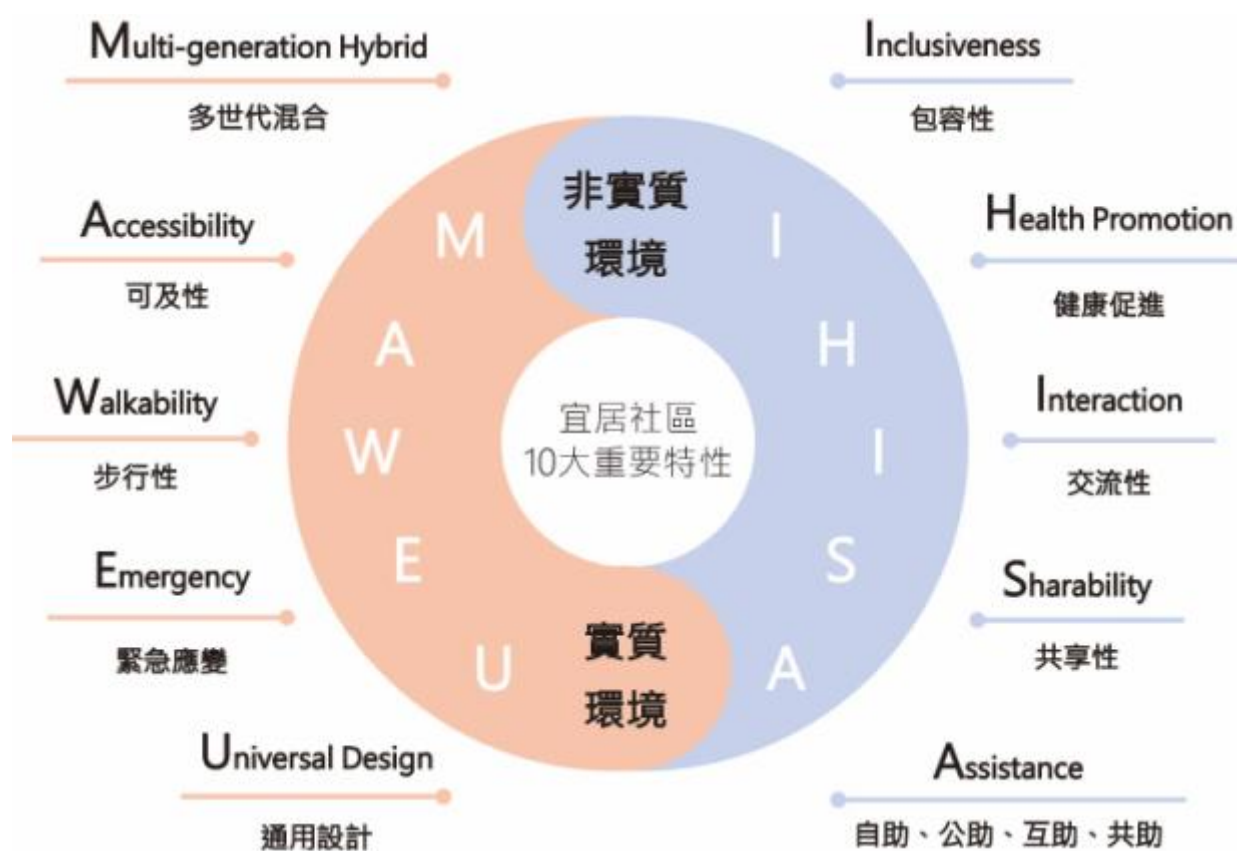 Multi-generation Hybrid
多世代混合
Accessibility
可及性
Walkability
步行性
Emergency
緊急應變
Universal Design
通用設計
M
A
W
E
U
非實質
環境
宜居社區
10大重要特性
實質
環境
I
H
I
S
A
Inclusiveness
包容性
Health Promotion
健康促進
Interaction
交流性
Sharability
共享性
Assistance
自助、公助、互助、共助